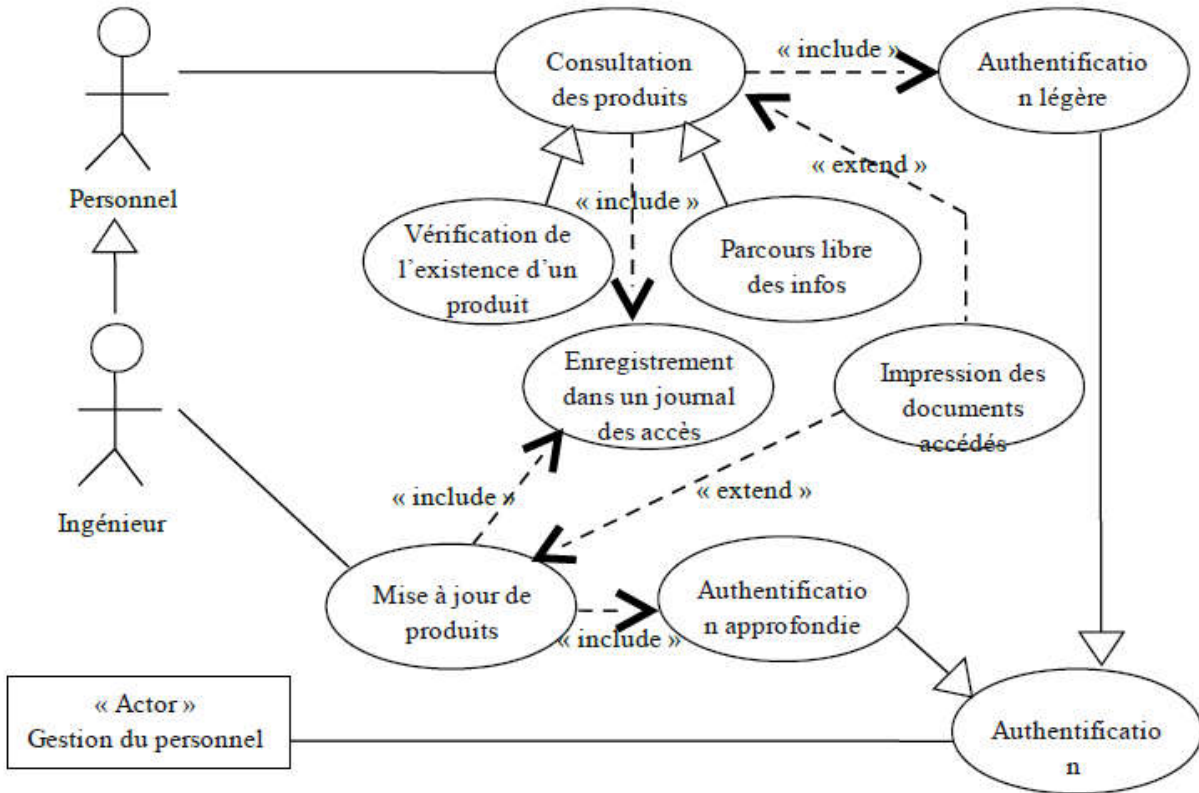 Consultation
des produits
« include »
Authentificatio
n légère
« extend »
Personnel
Vérification de
l’existence d’un
produit
« include »
Parcours libre
des infos
Enregistrement
dans un journal
des accès
Impression des
documents
accédés
« include »
« extend »
Ingénieur
Mise à jour de
produits
« include »
Authentificatio
n approfondie
« Actor »
Gestion du personnel
Authentificatio
n